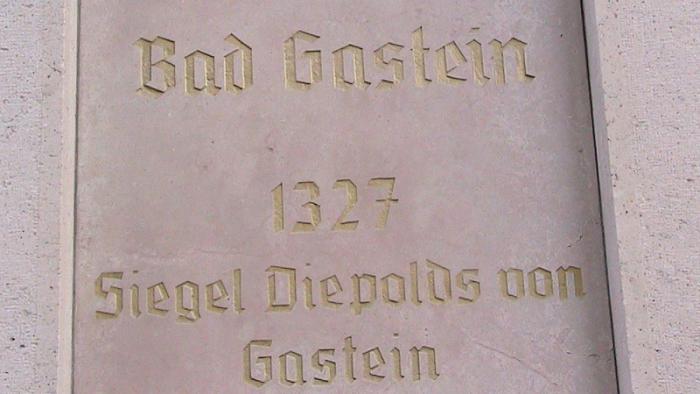 Bad Gastein
1327
Siegel Diepolds von
Gastein